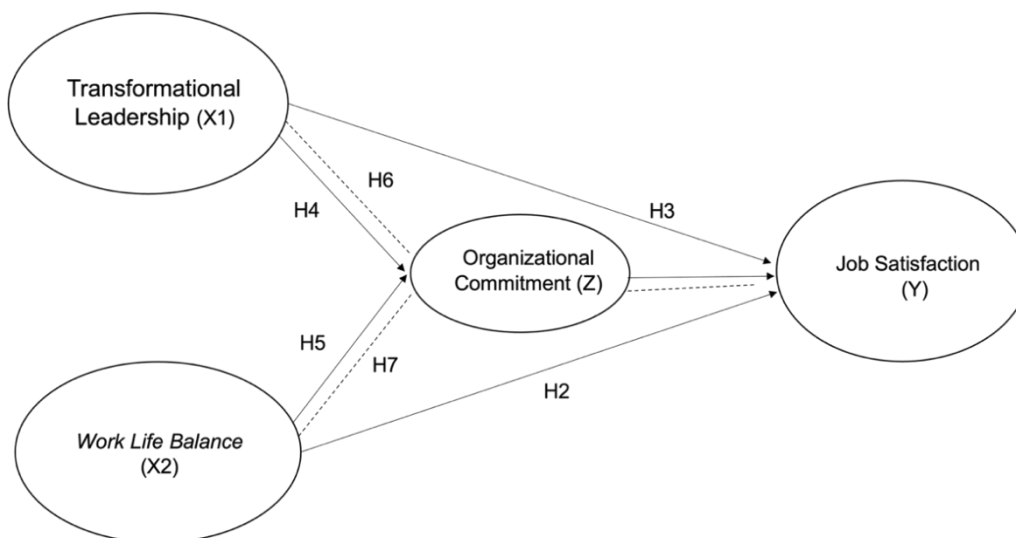 Transformational
Leadership (X1)
H6
H4
H3
Organizational
Commitment (Z)
Job Satisfaction
(Y)
H5
H7
H2
Work Life Balance
(X2)